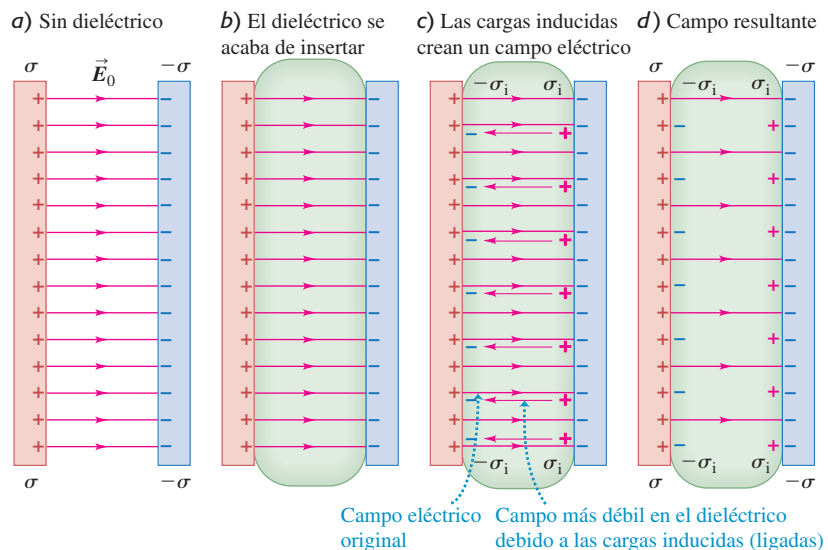 a) Sin dieléctrico
b) El dieléctrico se
acaba de insertar
c) Las cargas inducidas
crean un campo eléctrico
d) Campo resultante
σ
E⃗₀
−σ
σ
−σ
−σᵢ
σᵢ
−σᵢ
σᵢ
σ
−σᵢ
σᵢ
−σ
−σᵢ
σᵢ
σ
−σ
Campo eléctrico
original
Campo más débil en el dieléctrico
debido a las cargas inducidas (ligadas)